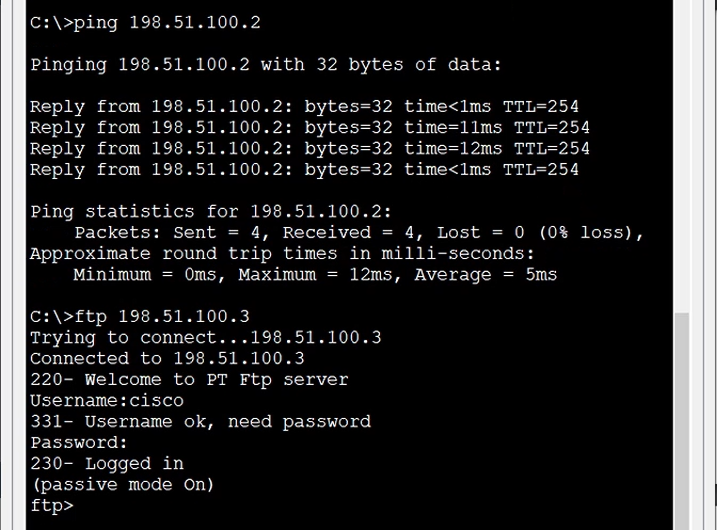 C:\>ping 198.51.100.2
Pinging 198.51.100.2 with 32 bytes of data:
Reply from 198.51.100.2: bytes=32 time<1ms TTL=254
Reply from 198.51.100.2: bytes=32 time=11ms TTL=254
Reply from 198.51.100.2: bytes=32 time=12ms TTL=254
Reply from 198.51.100.2: bytes=32 time<1ms TTL=254
Ping statistics for 198.51.100.2:
Packets: Sent = 4, Received = 4, Lost = 0 (0% loss),
Approximate round trip times in milli-seconds:
Minimum = 0ms, Maximum = 12ms, Average = 5ms
C:\>ftp 198.51.100.3
Trying to connect...198.51.100.3
Connected to 198.51.100.3
220- Welcome to PT Ftp server
Username:cisco
331- Username ok, need password
Password:
230- Logged in
(passive mode On)
ftp>